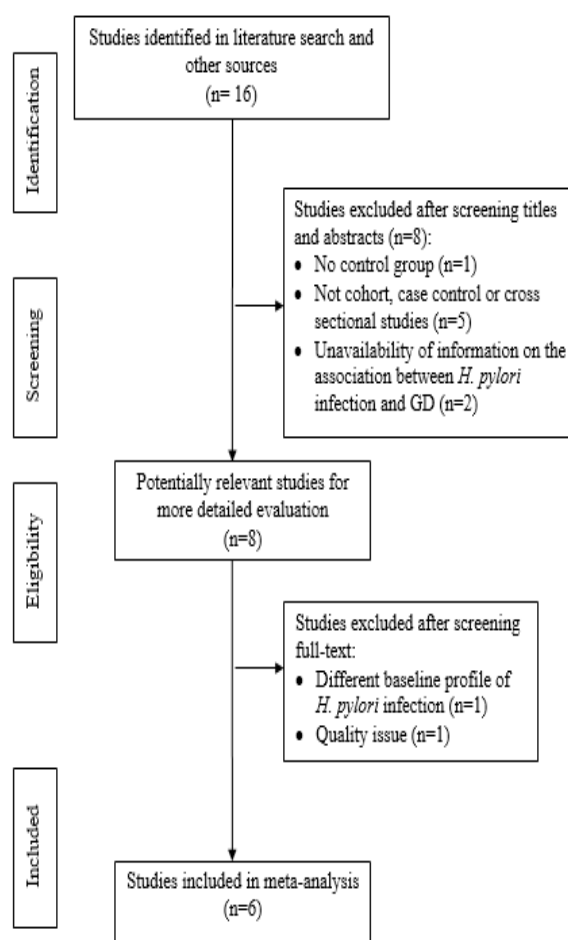 Identification
Studies identified in literature search and
other sources
(n= 16)
Screening
Studies excluded after screening titles
and abstracts (n=8):
• No control group (n=1)
• Not cohort, case control or cross
sectional studies (n=5)
• Unavailability of information on the
association between H. pylori
infection and GD (n=2)
Eligibility
Potentially relevant studies for
more detailed evaluation
(n=8)
Studies excluded after screening
full-text:
• Different baseline profile of
H. pylori infection (n=1)
• Quality issue (n=1)
Included
Studies included in meta-analysis
(n=6)